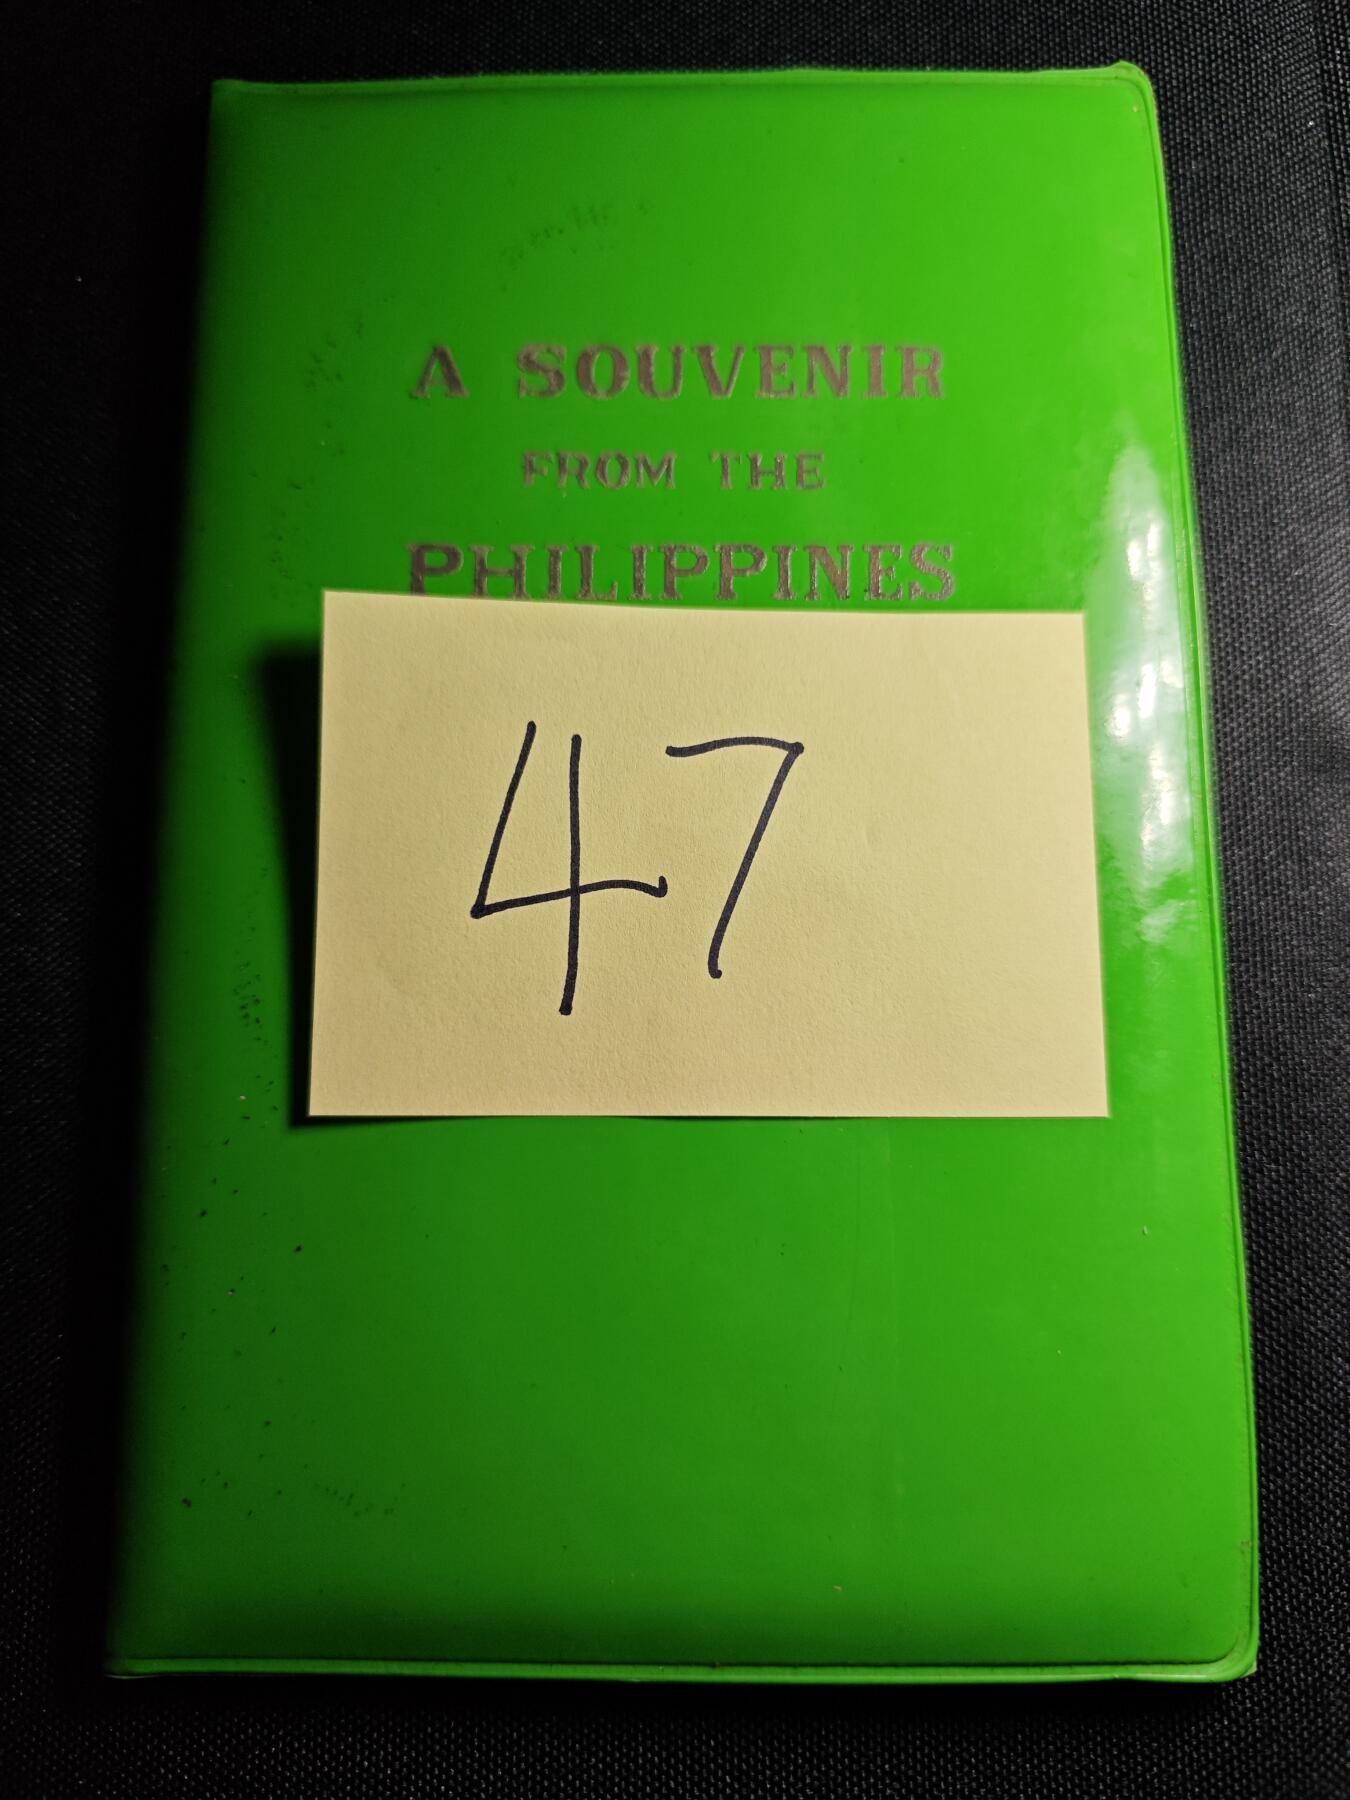 A SOUVENIR
FROM THE
PHILIPPINES
47